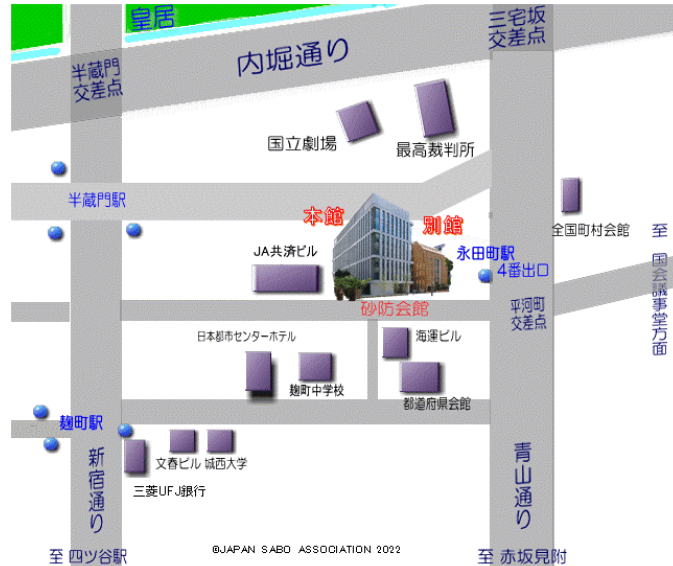 皇居
三宅坂
交差点
内堀通り
半蔵門
交差点
国立劇場
最高裁判所
半蔵門駅
本館
別館
全国町村会館
JA共済ビル
永田町駅
4番出口
至 国会議事堂方面
砂防会館
平河町
交差点
日本都市センターホテル
海運ビル
麹町中学校
都道府県会館
麹町駅
新宿通り
文春ビル
城西大学
青山通り
三菱UFJ銀行
©JAPAN SABO ASSOCIATION 2022
至 四ツ谷駅
至 赤坂見附